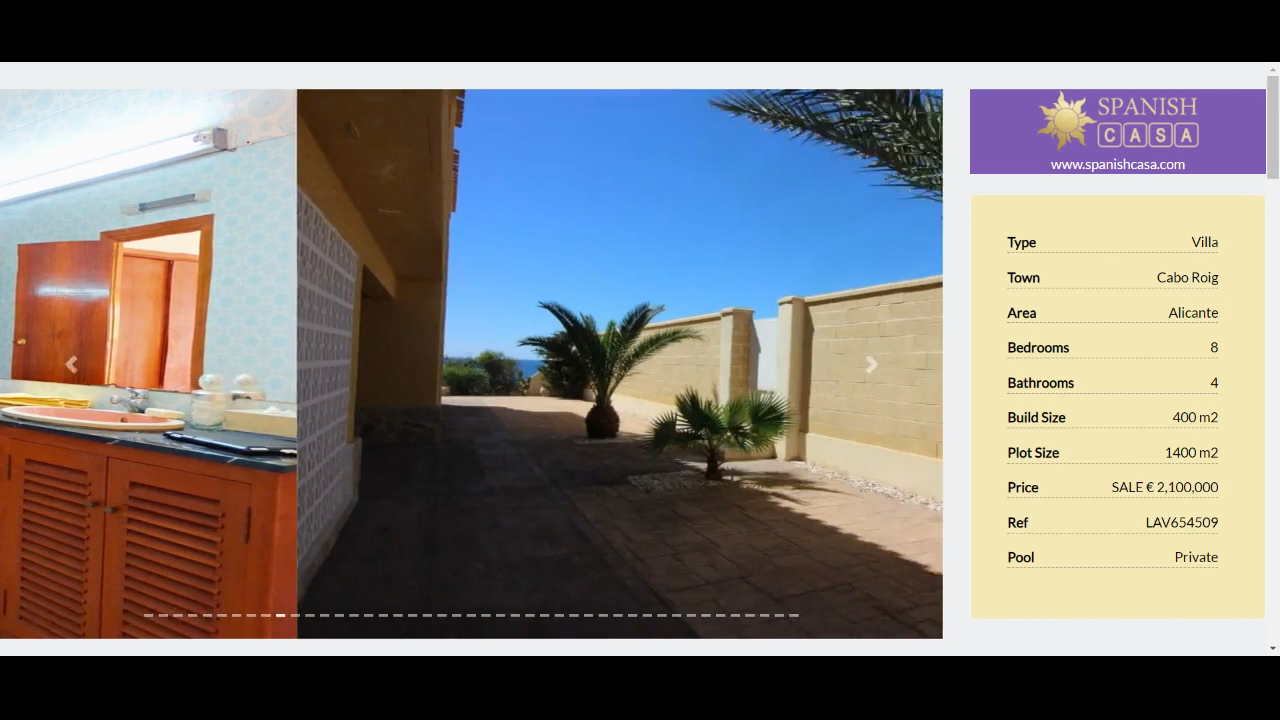 SPANISH
CASA
www.spanishcasa.com
Type Villa
Town Cabo Roig
Area Alicante
Bedrooms 8
Bathrooms 4
Build Size 400 m2
Plot Size 1400 m2
Price SALE € 2,100,000
Ref LAV654509
Pool Private